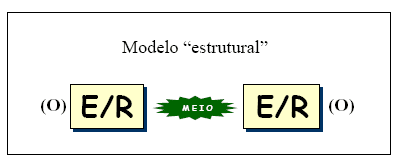 Modelo “estrutural”
(O) E/R MEIO E/R (O)